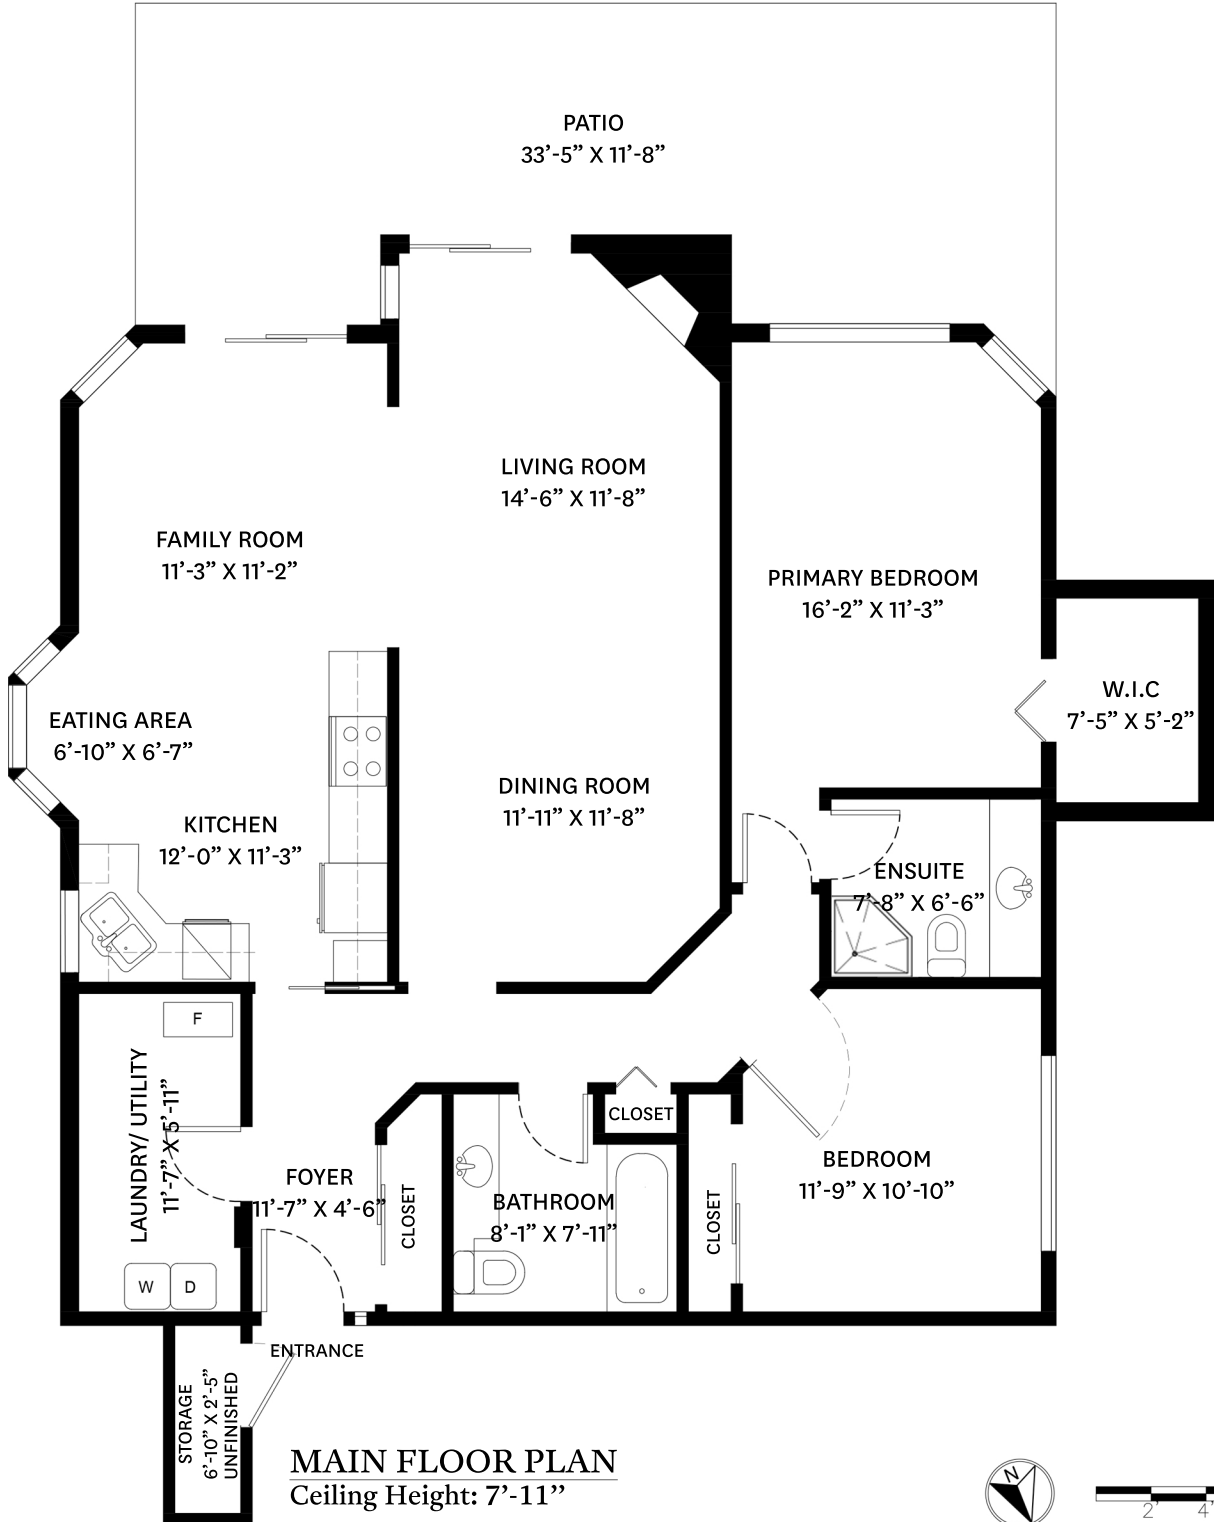 PATIO
33’-5” X 11’-8”
LIVING ROOM
14’-6” X 11’-8”
FAMILY ROOM
11’-3” X 11’-2”
PRIMARY BEDROOM
16’-2” X 11’-3”
W.I.C
7’-5” X 5’-2”
EATING AREA
6’-10” X 6’-7”
DINING ROOM
11’-11” X 11’-8”
KITCHEN
12’-0” X 11’-3”
ENSUITE
7’-8” X 6’-6”
F
LAUNDRY/ UTILITY
11’-7” X 5’-11”
CLOSET
FOYER
11’-7” X 4’-6”
CLOSET
BATHROOM
8’-1” X 7’-11”
CLOSET
BEDROOM
11’-9” X 10’-10”
W
D
ENTRANCE
STORAGE
6’-10” X 2’-5”
UNFINISHED
MAIN FLOOR PLAN
Ceiling Height: 7’-11”
N
2’
4’